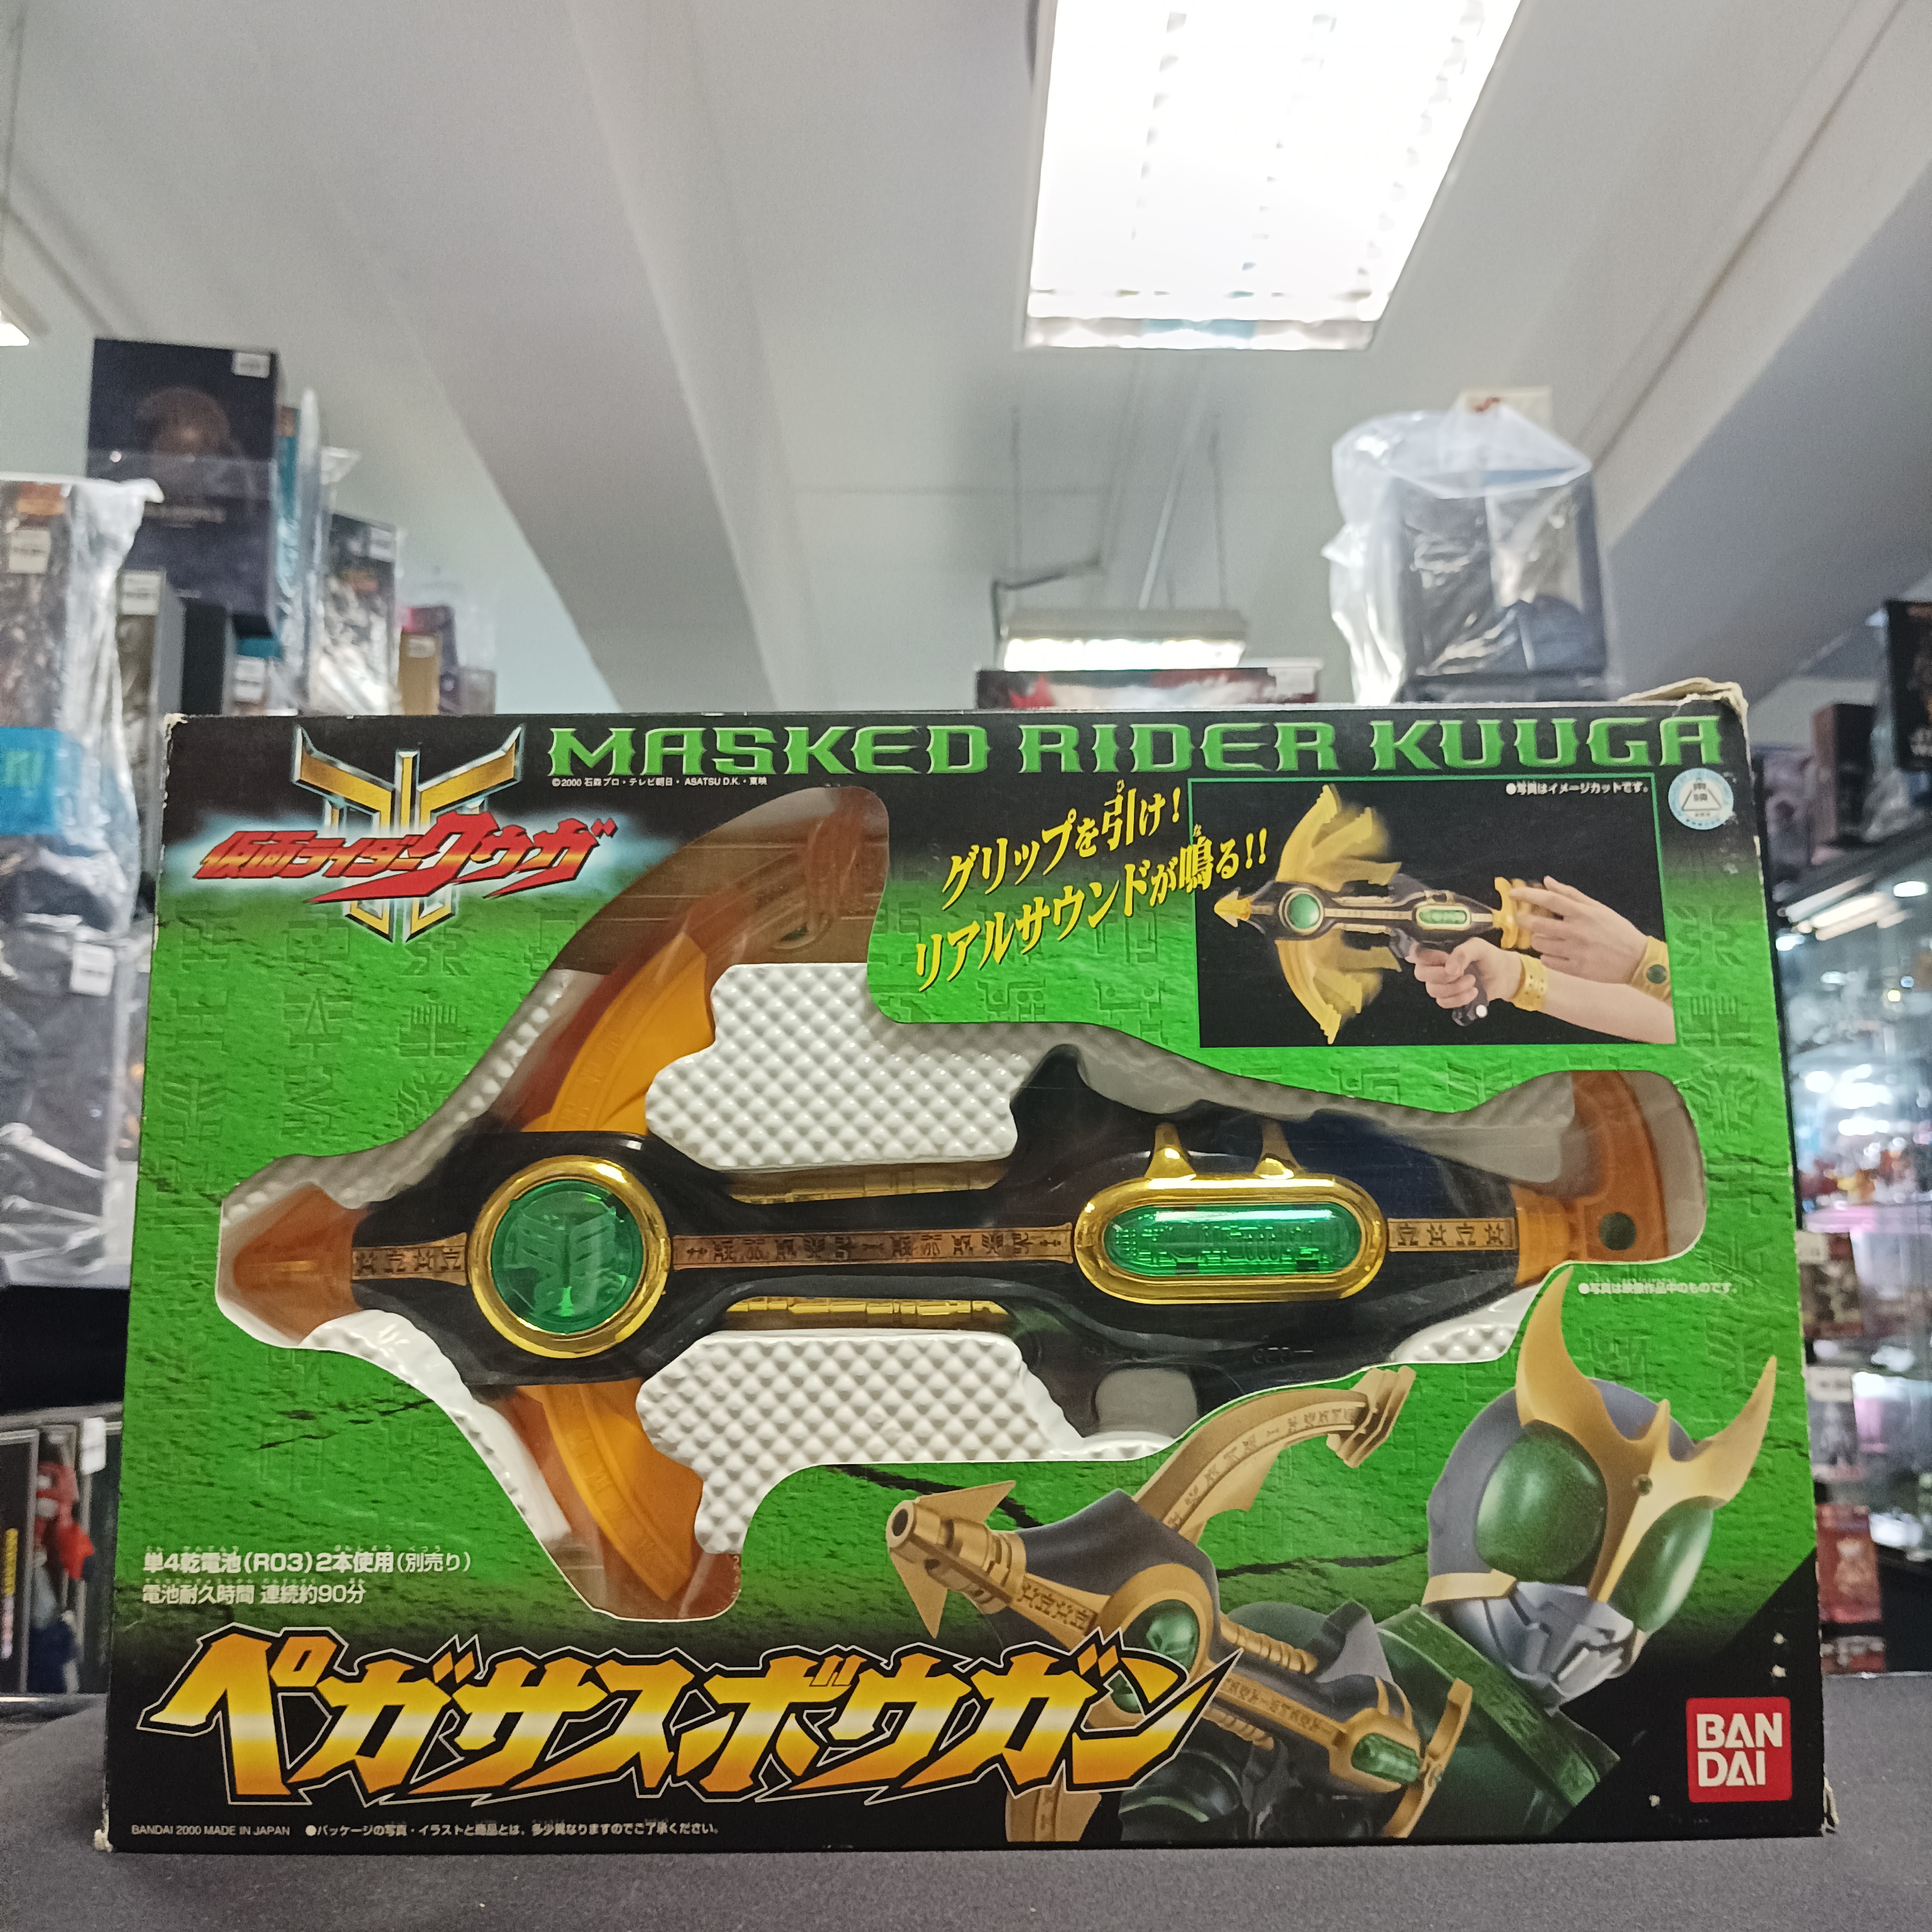 MASKED RIDER KUUGA
©2000 石森プロ・テレビ朝日・ASATSU D.K.・東映
仮面ライダークウガ
グリップを引け!
リアルサウンドが鳴る!!
●写真はイメージカットです。
●写真は映像作品中のものです。
単4乾電池(R03)2本使用(別売り)
電池耐久時間 連続約90分
ペガサスボウガン
BAN
DAI
BANDAI 2000 MADE IN JAPAN ●パッケージの写真・イラストと商品とは、多少異なりますのでご了承ください。